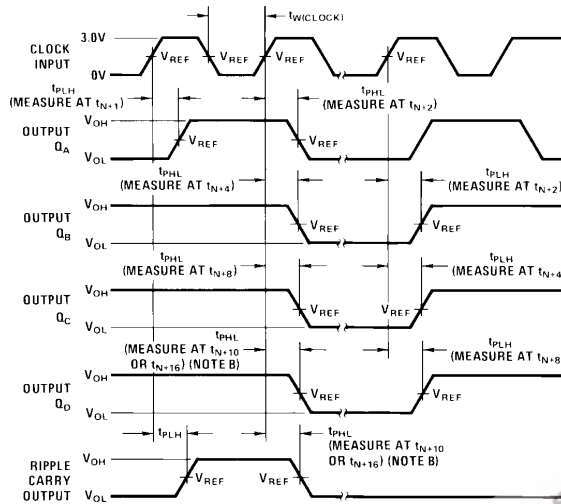 tW(CLOCK)
3.0V
CLOCK
INPUT
0V
VREF VREF VREF VREF
tPLH
(MEASURE AT tN+1)
tPHL
(MEASURE AT tN+2)
OUTPUT
QA
VOH
VOL
VREF VREF
tPHL
(MEASURE AT tN+4)
tPLH
(MEASURE AT tN+2)
OUTPUT
QB
VOH
VOL
VREF VREF
tPHL
(MEASURE AT tN+8)
tPLH
(MEASURE AT tN+4)
OUTPUT
QC
VOH
VOL
VREF VREF
tPHL
(MEASURE AT tN+10
OR tN+16) (NOTE B)
tPLH
(MEASURE AT tN+8)
OUTPUT
QD
VOH
VOL
VREF VREF
tPLH
tPHL
(MEASURE AT tN+10
OR tN+16) (NOTE B)
RIPPLE
CARRY
OUTPUT
VOH
VOL
VREF VREF